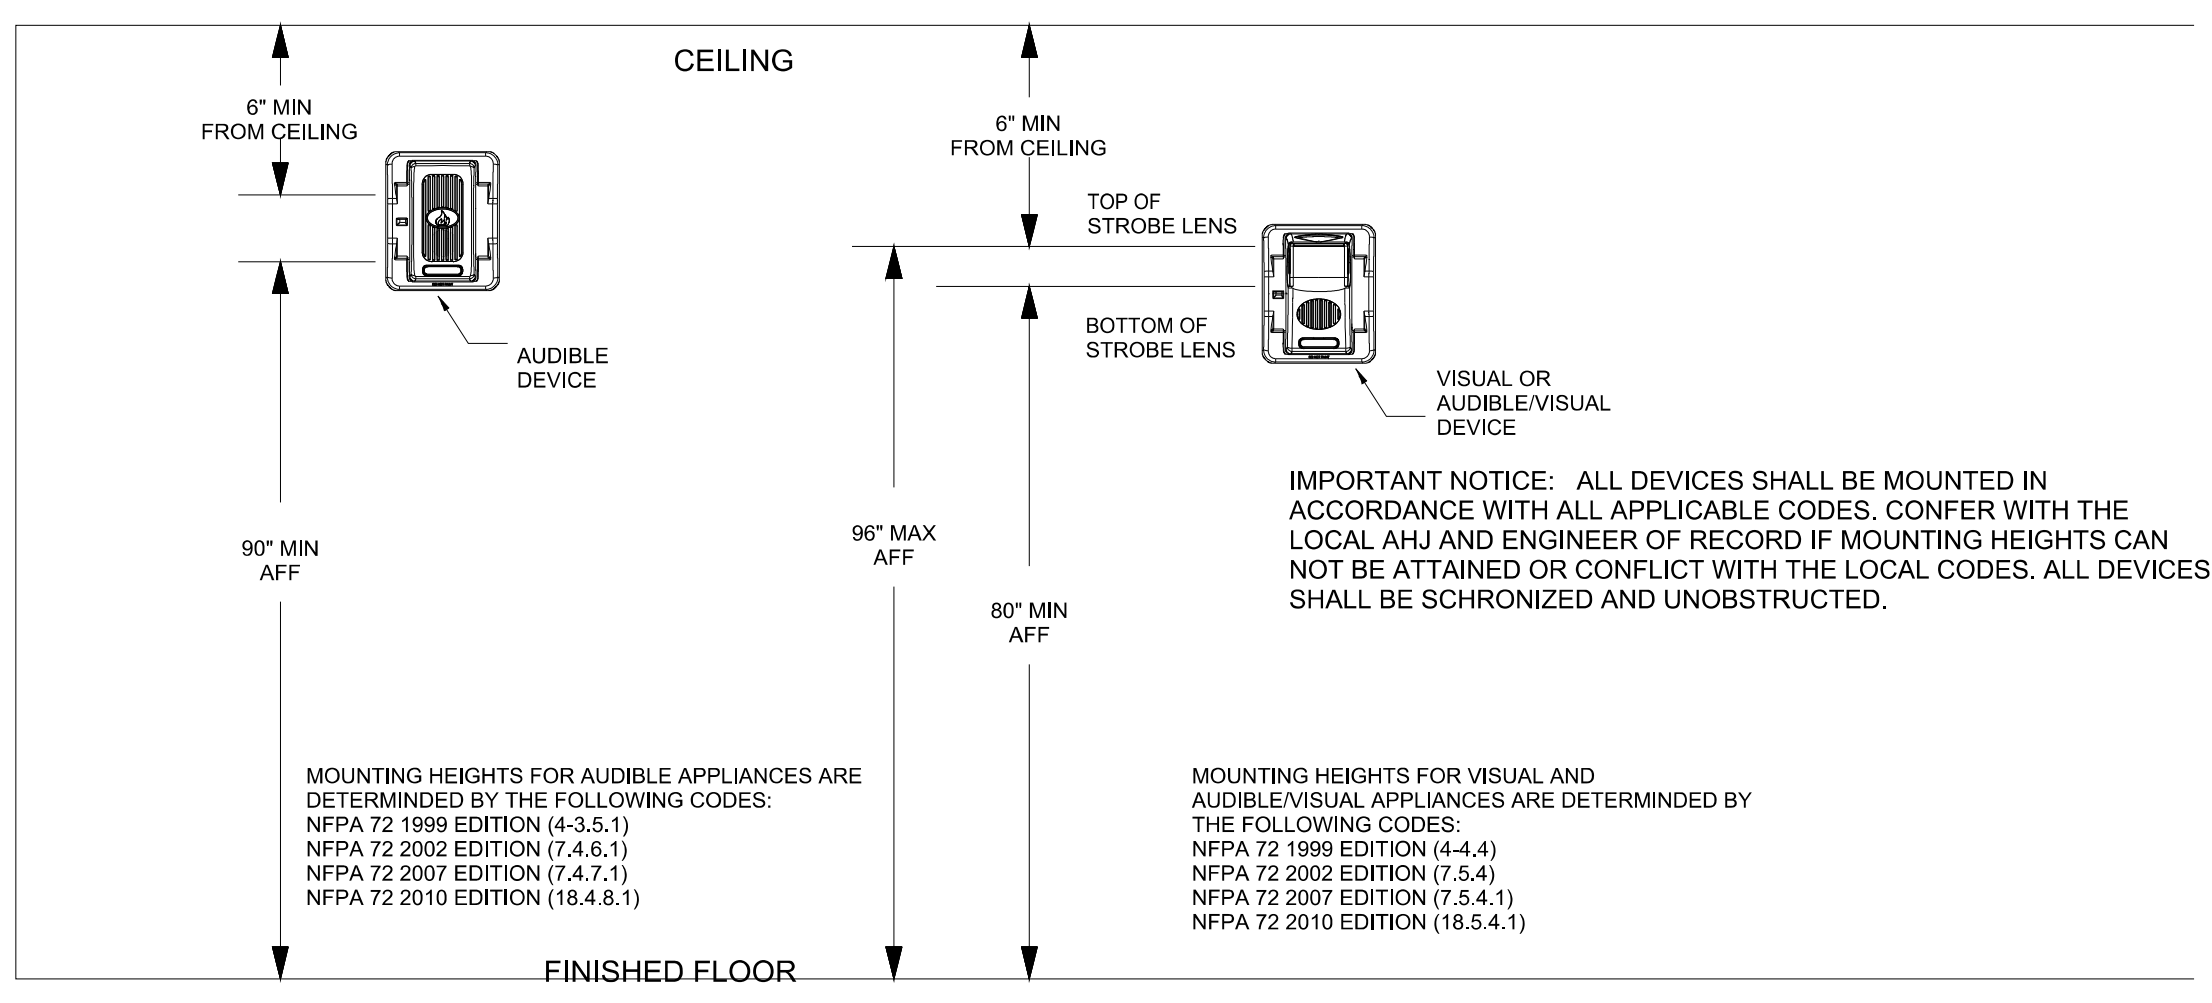 CEILING
6" MIN
FROM CEILING
AUDIBLE
DEVICE
90" MIN
AFF
6" MIN
FROM CEILING
TOP OF
STROBE LENS
BOTTOM OF
STROBE LENS
VISUAL OR
AUDIBLE/VISUAL
DEVICE
96" MAX
AFF
80" MIN
AFF
IMPORTANT NOTICE: ALL DEVICES SHALL BE MOUNTED IN
ACCORDANCE WITH ALL APPLICABLE CODES. CONFER WITH THE
LOCAL AHJ AND ENGINEER OF RECORD IF MOUNTING HEIGHTS CAN
NOT BE ATTAINED OR CONFLICT WITH THE LOCAL CODES. ALL DEVICES
SHALL BE SCHRONIZED AND UNOBSTRUCTED.
MOUNTING HEIGHTS FOR AUDIBLE APPLIANCES ARE
DETERMINDED BY THE FOLLOWING CODES:
NFPA 72 1999 EDITION (4-3.5.1)
NFPA 72 2002 EDITION (7.4.6.1)
NFPA 72 2007 EDITION (7.4.7.1)
NFPA 72 2010 EDITION (18.4.8.1)
MOUNTING HEIGHTS FOR VISUAL AND
AUDIBLE/VISUAL APPLIANCES ARE DETERMINDED BY
THE FOLLOWING CODES:
NFPA 72 1999 EDITION (4-4.4)
NFPA 72 2002 EDITION (7.5.4)
NFPA 72 2007 EDITION (7.5.4.1)
NFPA 72 2010 EDITION (18.5.4.1)
FINISHED FLOOR